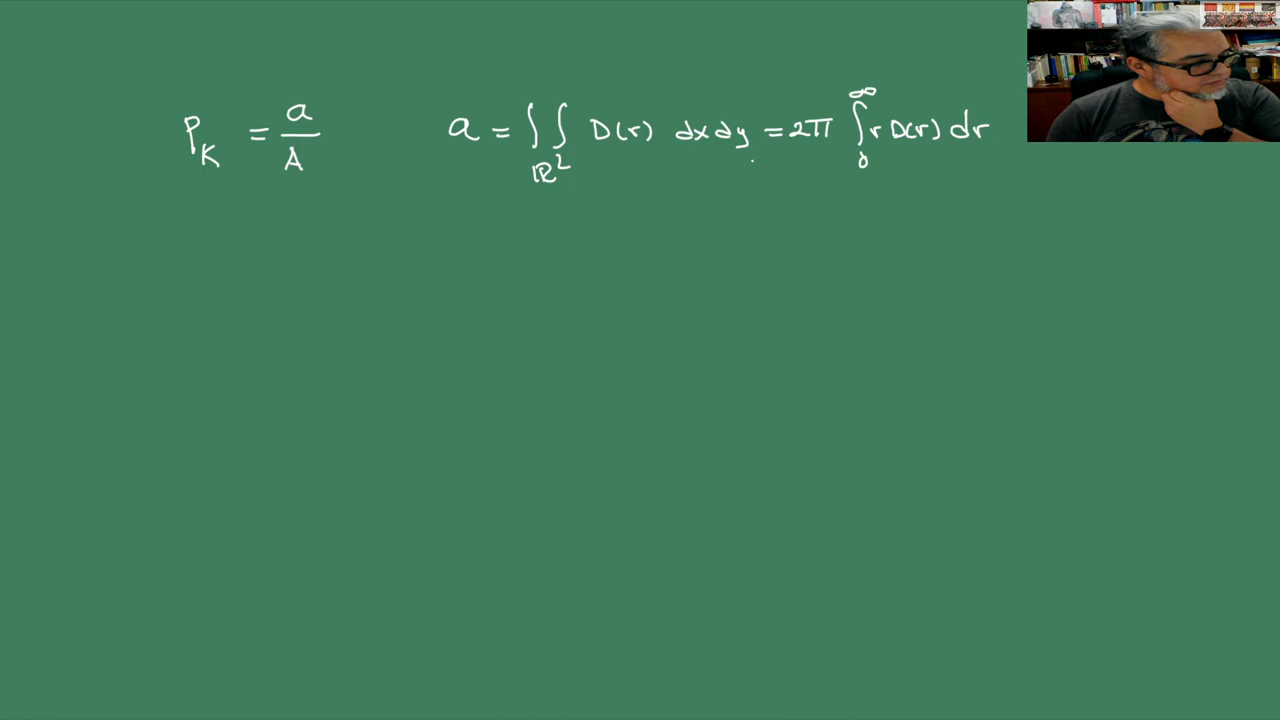 P_K = a/A    a = ∫∫_{ℝ²} D(r) dx dy = 2π ∫_0^∞ r D(r) dr